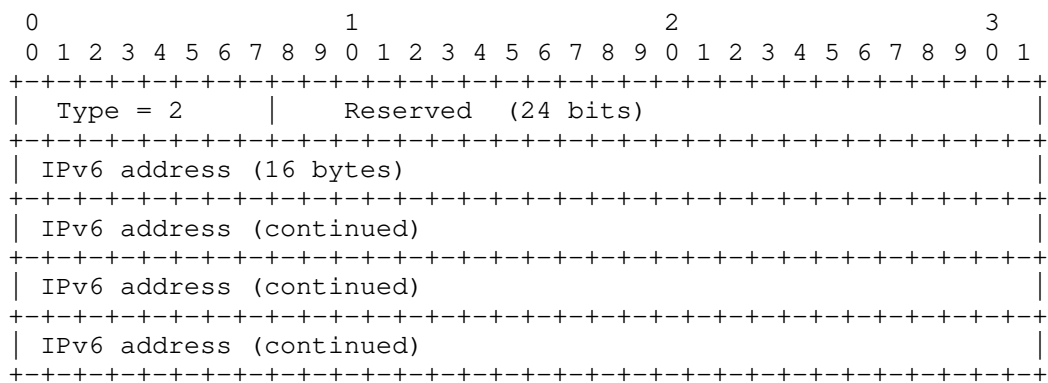 0                   1                   2                   3
 0 1 2 3 4 5 6 7 8 9 0 1 2 3 4 5 6 7 8 9 0 1 2 3 4 5 6 7 8 9 0 1
+-+-+-+-+-+-+-+-+-+-+-+-+-+-+-+-+-+-+-+-+-+-+-+-+-+-+-+-+-+-+-+-+
|  Type = 2     |    Reserved  (24 bits)                        |
+-+-+-+-+-+-+-+-+-+-+-+-+-+-+-+-+-+-+-+-+-+-+-+-+-+-+-+-+-+-+-+-+
| IPv6 address (16 bytes)                                       |
+-+-+-+-+-+-+-+-+-+-+-+-+-+-+-+-+-+-+-+-+-+-+-+-+-+-+-+-+-+-+-+-+
| IPv6 address (continued)                                      |
+-+-+-+-+-+-+-+-+-+-+-+-+-+-+-+-+-+-+-+-+-+-+-+-+-+-+-+-+-+-+-+-+
| IPv6 address (continued)                                      |
+-+-+-+-+-+-+-+-+-+-+-+-+-+-+-+-+-+-+-+-+-+-+-+-+-+-+-+-+-+-+-+-+
| IPv6 address (continued)                                      |
+-+-+-+-+-+-+-+-+-+-+-+-+-+-+-+-+-+-+-+-+-+-+-+-+-+-+-+-+-+-+-+-+